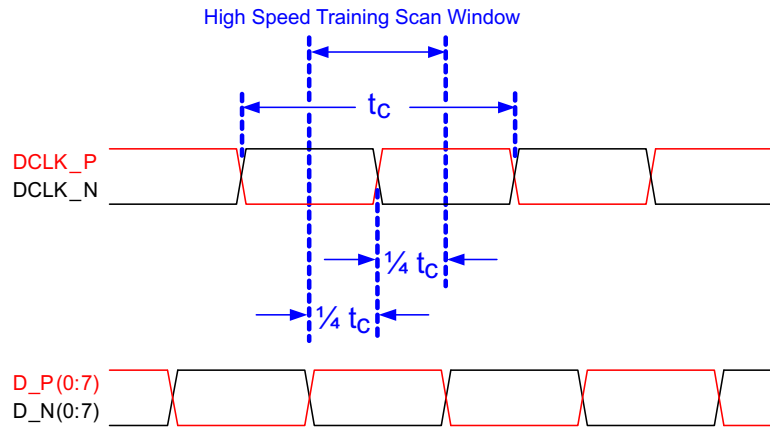 High Speed Training Scan Window
tC
DCLK_P
DCLK_N
¼ tC
¼ tC
D_P(0:7)
D_N(0:7)